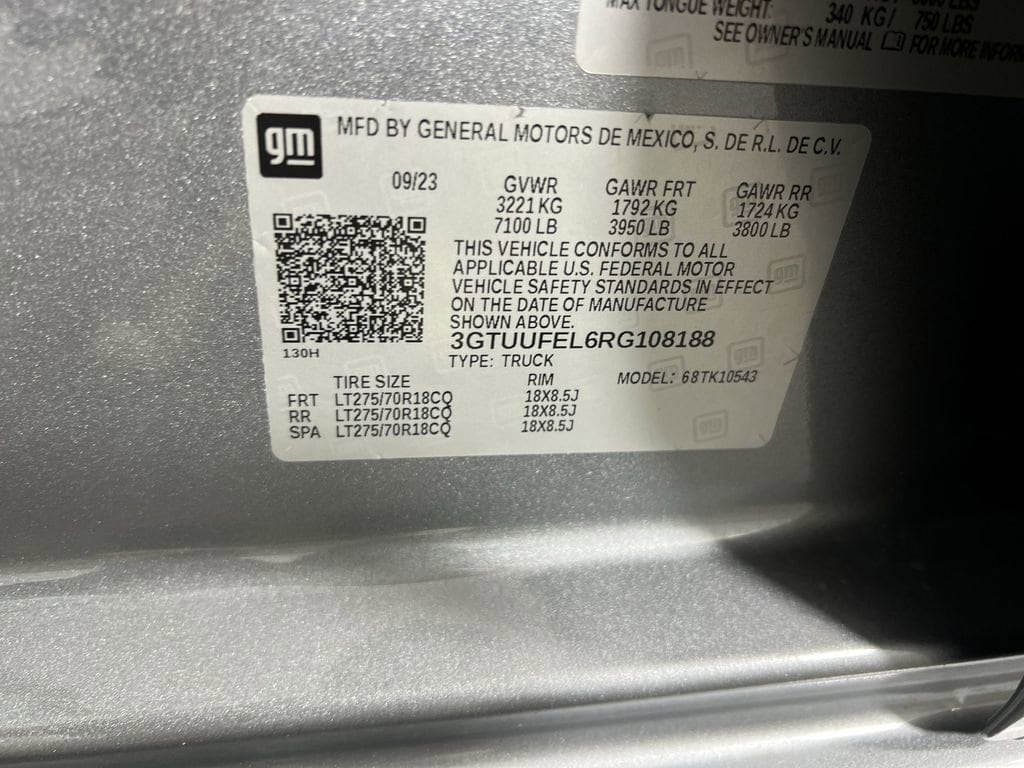 MAX TONGUE WEIGHT: 340 KG/ 750 LBS
SEE OWNER'S MANUAL FOR MORE
gm
MFD BY GENERAL MOTORS DE MEXICO, S. DE R.L. DE C.V.
09/23 GVWR GAWR FRT GAWR RR
3221 KG 1792 KG 1724 KG
7100 LB 3950 LB 3800 LB
THIS VEHICLE CONFORMS TO ALL
APPLICABLE U.S. FEDERAL MOTOR
VEHICLE SAFETY STANDARDS IN EFFECT
ON THE DATE OF MANUFACTURE
SHOWN ABOVE.
3GTUUFEL6RG108188
130H
TYPE: TRUCK
TIRE SIZE RIM MODEL: 68TK10543
FRT LT275/70R18CQ 18X8.5J
RR LT275/70R18CQ 18X8.5J
SPA LT275/70R18CQ 18X8.5J